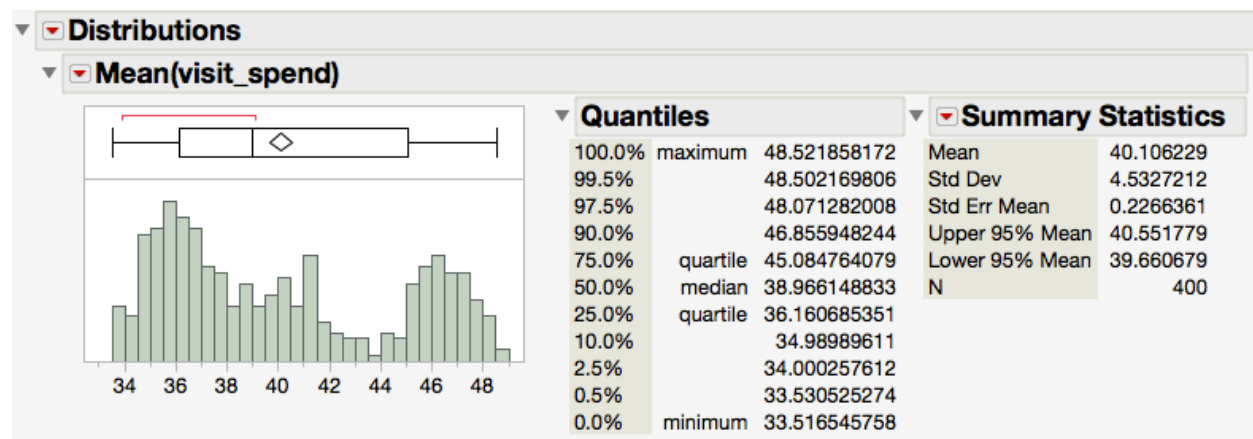 Distributions
Mean(visit_spend)
34 36 38 40 42 44 46 48
Quantiles
100.0% maximum 48.521858172
99.5% 48.502169806
97.5% 48.071282008
90.0% 46.855948244
75.0% quartile 45.084764079
50.0% median 38.966148833
25.0% quartile 36.160685351
10.0% 34.98989611
2.5% 34.000257612
0.5% 33.530525274
0.0% minimum 33.516545758
Summary Statistics
Mean 40.106229
Std Dev 4.5327212
Std Err Mean 0.2266361
Upper 95% Mean 40.551779
Lower 95% Mean 39.660679
N 400